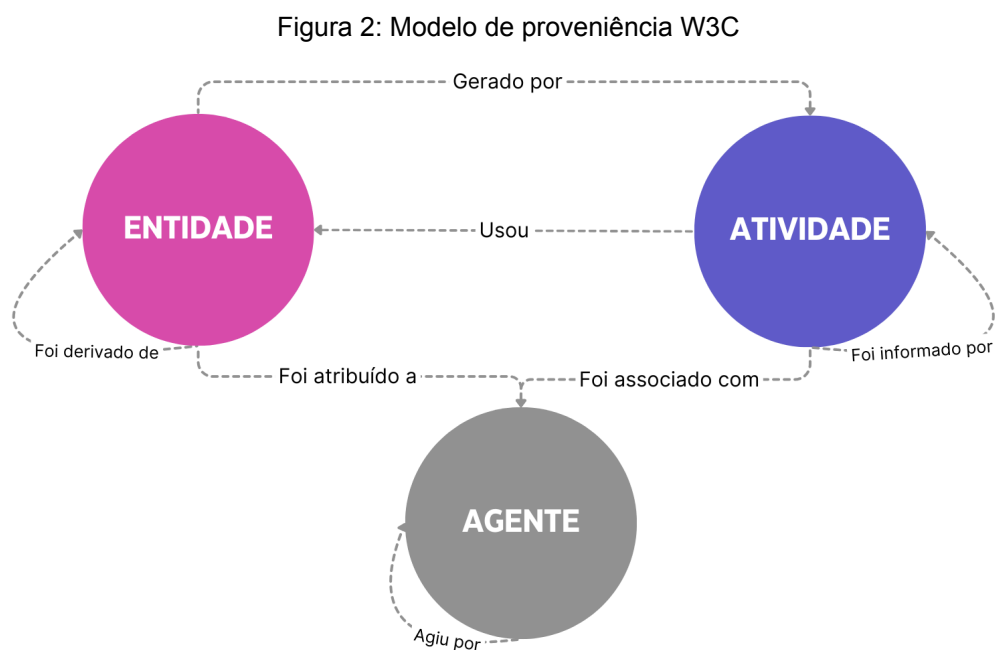 Figura 2: Modelo de proveniência W3C
Gerado por
ENTIDADE
Usou
ATIVIDADE
Foi derivado de
Foi informado por
Foi atribuído a
Foi associado com
AGENTE
Agiu por